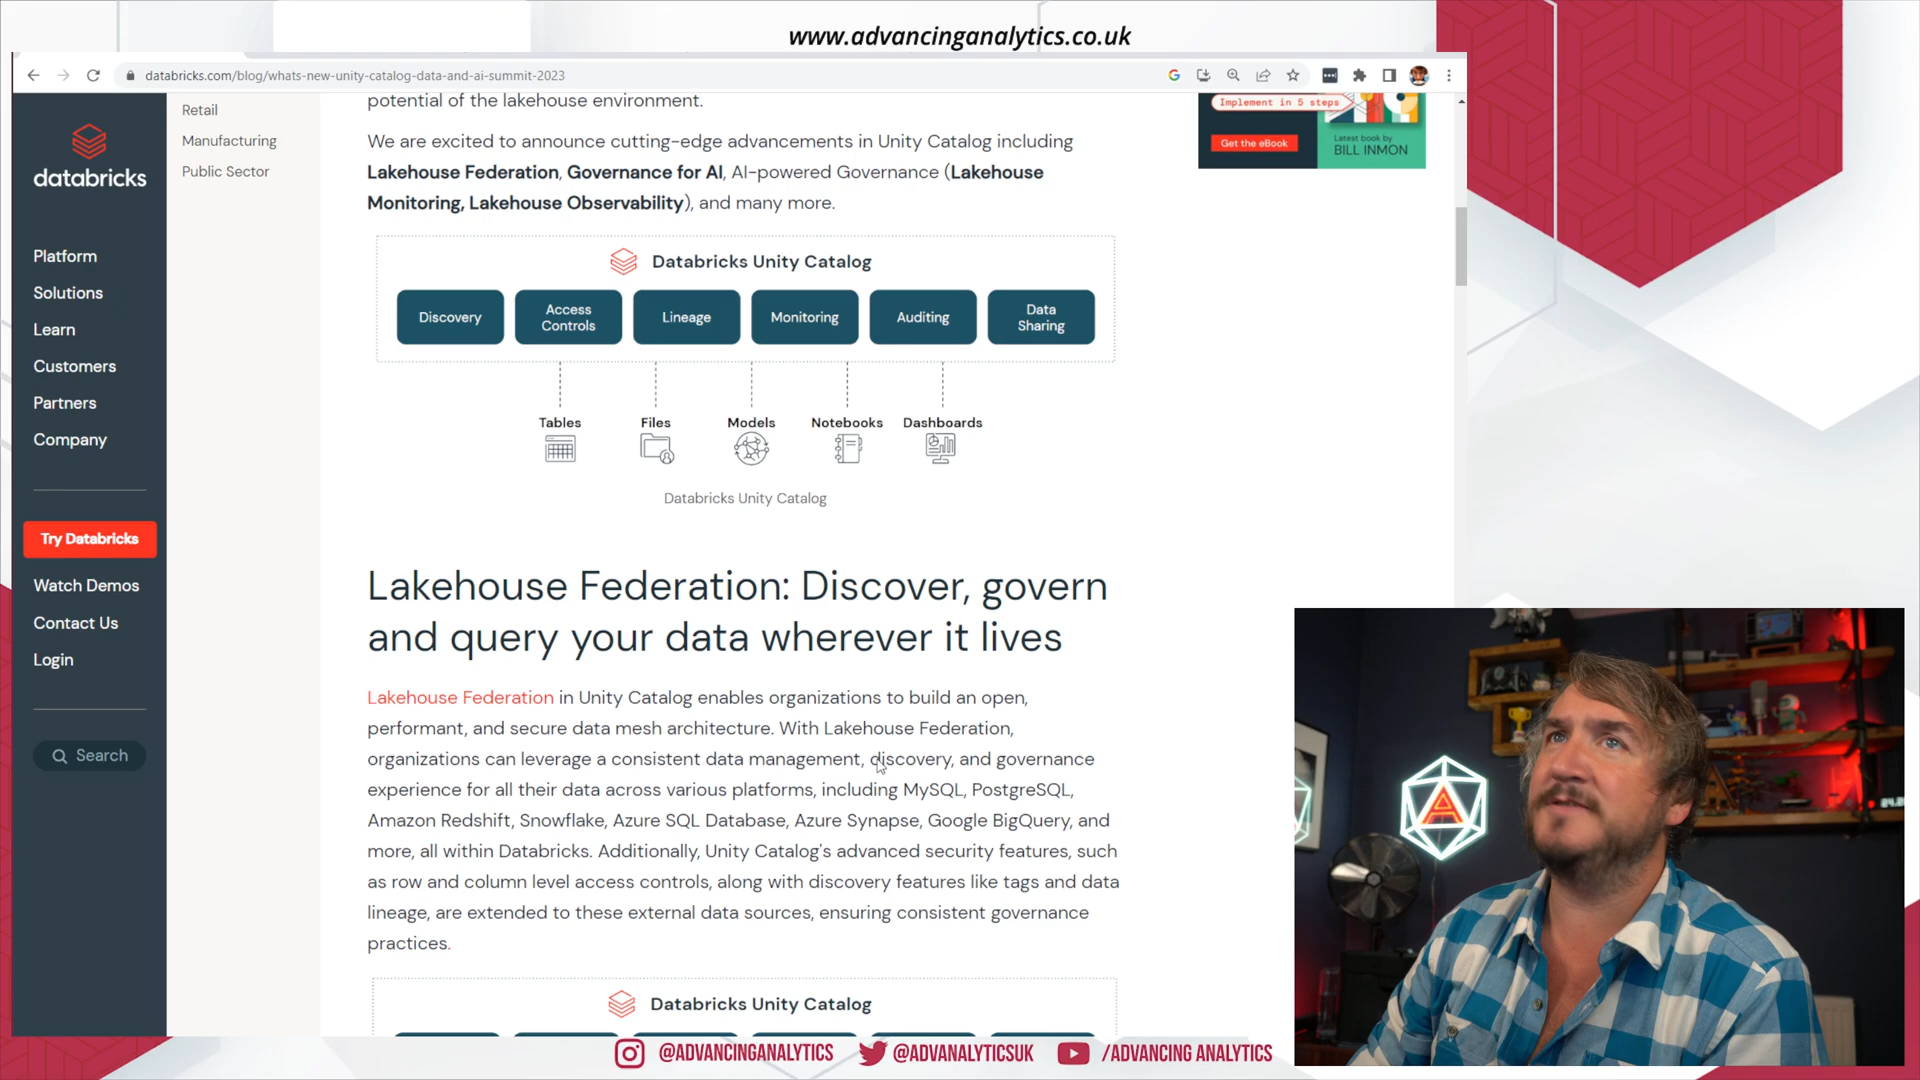 www.advancinganalytics.co.uk
databricks.com/blog/whats-new-unity-catalog-data-and-ai-summit-2023
databricks
Platform
Solutions
Learn
Customers
Partners
Company
Try Databricks
Watch Demos
Contact Us
Login
Search
Retail
Manufacturing
Public Sector
potential of the lakehouse environment.
We are excited to announce cutting-edge advancements in Unity Catalog including
Lakehouse Federation, Governance for AI, AI-powered Governance (Lakehouse
Monitoring, Lakehouse Observability), and many more.
Databricks Unity Catalog
Discovery
Access
Controls
Lineage
Monitoring
Auditing
Data
Sharing
Tables
Files
Models
Notebooks
Dashboards
Databricks Unity Catalog
Lakehouse Federation: Discover, govern
and query your data wherever it lives
Lakehouse Federation in Unity Catalog enables organizations to build an open,
performant, and secure data mesh architecture. With Lakehouse Federation,
organizations can leverage a consistent data management, discovery, and governance
experience for all their data across various platforms, including MySQL, PostgreSQL,
Amazon Redshift, Snowflake, Azure SQL Database, Azure Synapse, Google BigQuery, and
more, all within Databricks. Additionally, Unity Catalog's advanced security features, such
as row and column level access controls, along with discovery features like tags and data
lineage, are extended to these external data sources, ensuring consistent governance
practices.
Databricks Unity Catalog
Implement in 5 steps
Get the eBook
Latest book by
BILL INMON
A
@ADVANCINGANALYTICS
@ADVANALYTICSUK
/ADVANCING ANALYTICS